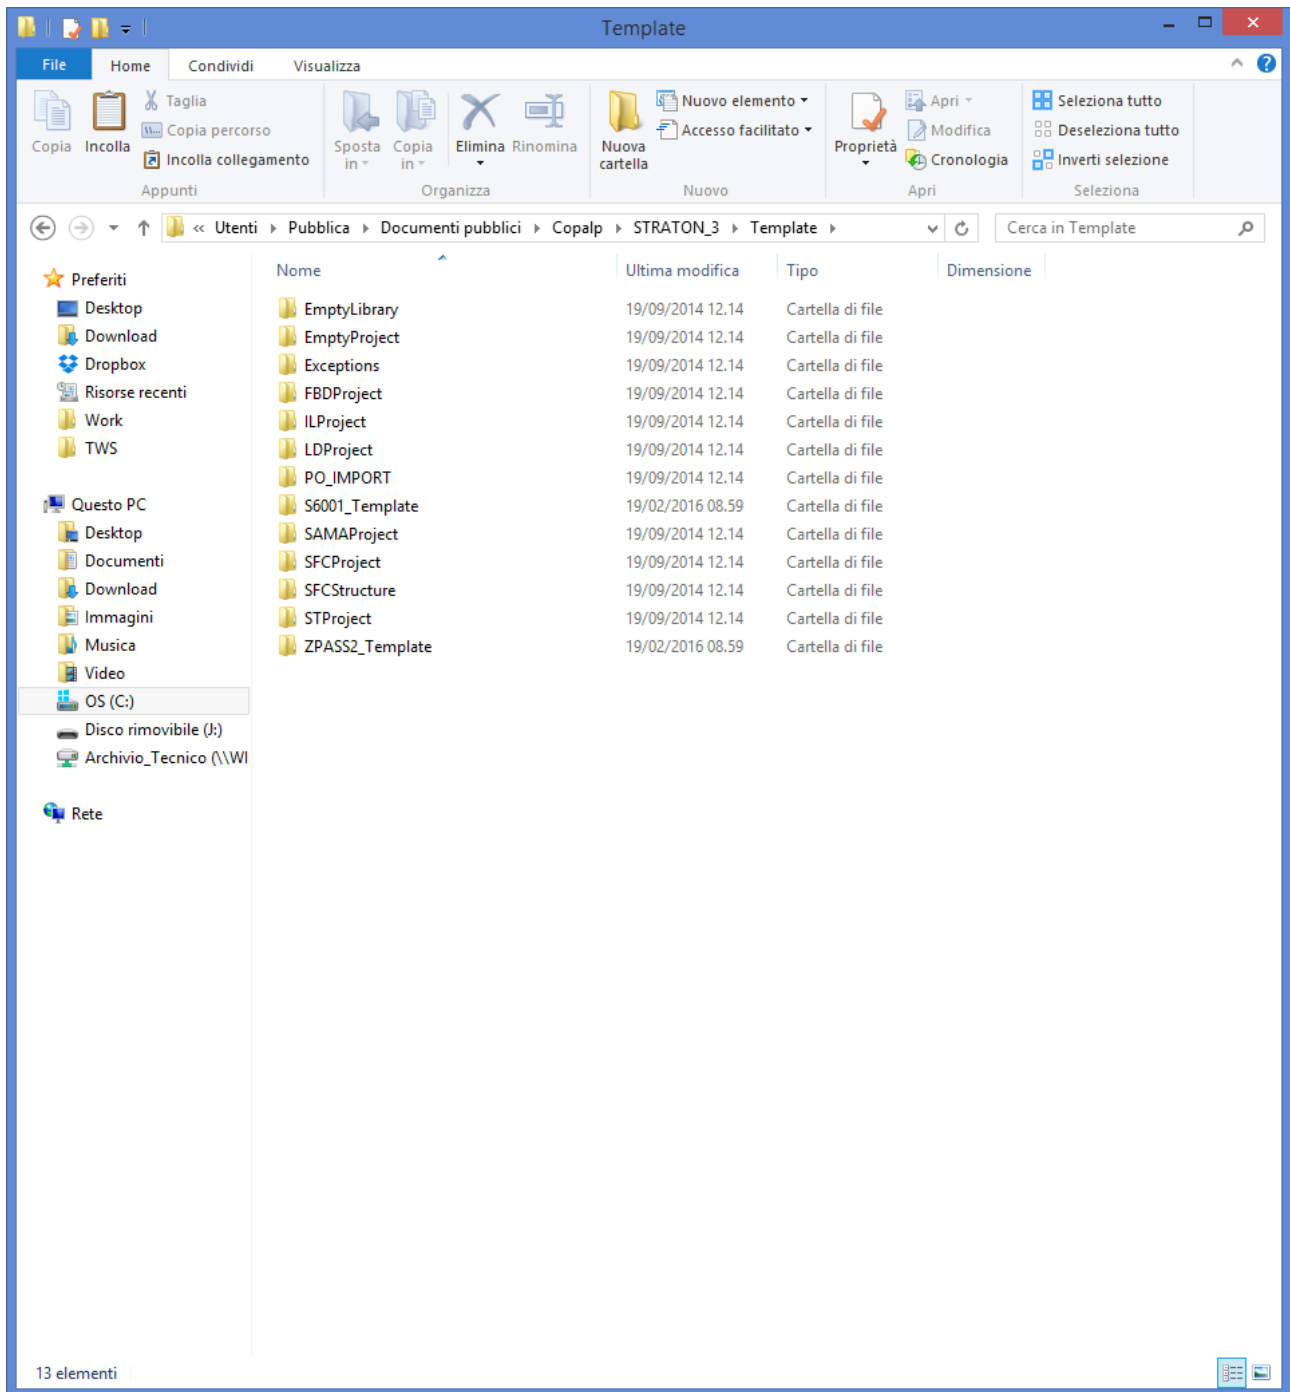 Template
File Home Condividi Visualizza
Copia
Incolla
Taglia
Copia percorso
Incolla collegamento
Appunti
Sposta in
Copia in
Elimina
Rinomina
Organizza
Nuova cartella
Nuovo elemento
Accesso facilitato
Nuovo
Proprietà
Apri
Modifica
Cronologia
Apri
Seleziona tutto
Deseleziona tutto
Inverti selezione
Seleziona
« Utenti Pubblica Documenti pubblici Copalp STRATON_3 Template
Cerca in Template
Preferiti
Desktop
Download
Dropbox
Risorse recenti
Work
TWS
Questo PC
Desktop
Documenti
Download
Immagini
Musica
Video
OS (C:)
Disco rimovibile (J:)
Archivio_Tecnico (\\WI
Rete
Nome Ultima modifica Tipo Dimensione
EmptyLibrary 19/09/2014 12.14 Cartella di file
EmptyProject 19/09/2014 12.14 Cartella di file
Exceptions 19/09/2014 12.14 Cartella di file
FBDProject 19/09/2014 12.14 Cartella di file
ILProject 19/09/2014 12.14 Cartella di file
LDProject 19/09/2014 12.14 Cartella di file
PO_IMPORT 19/09/2014 12.14 Cartella di file
S6001_Template 19/02/2016 08.59 Cartella di file
SAMAProject 19/09/2014 12.14 Cartella di file
SFCProject 19/09/2014 12.14 Cartella di file
SFCStructure 19/09/2014 12.14 Cartella di file
STProject 19/09/2014 12.14 Cartella di file
ZPASS2_Template 19/02/2016 08.59 Cartella di file
13 elementi